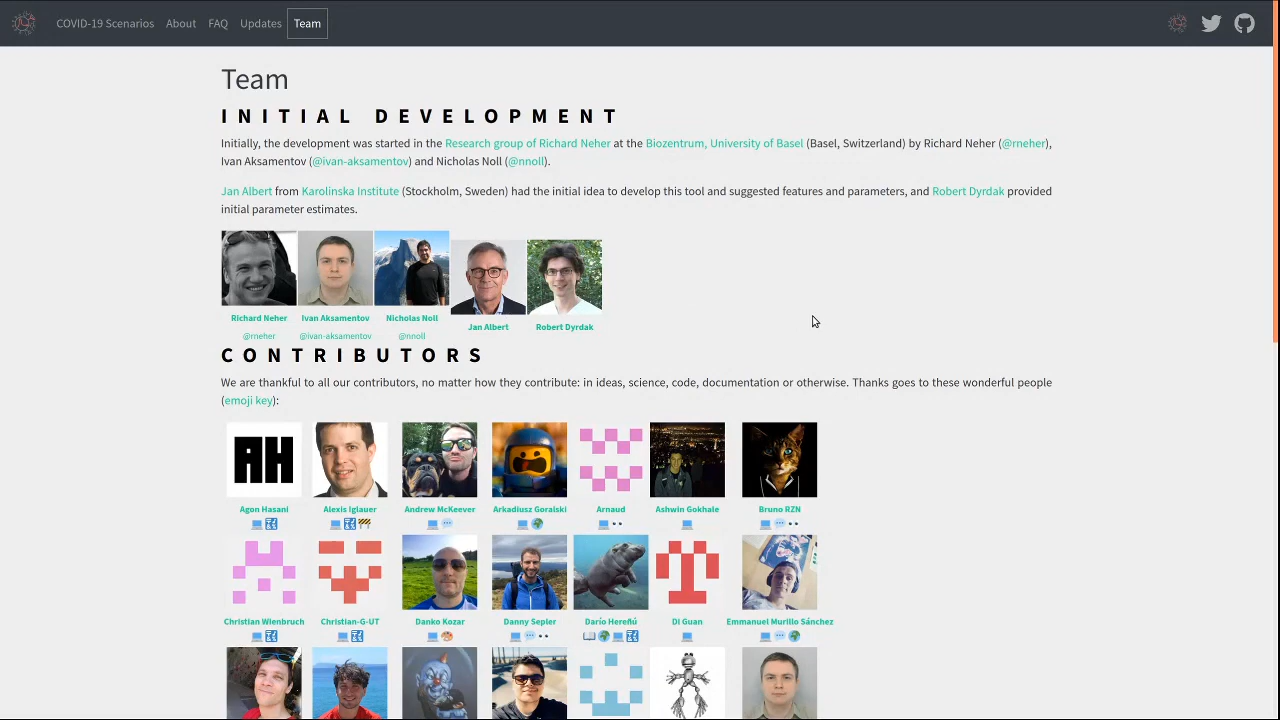 COVID-19 Scenarios About FAQ Updates Team
Team
INITIAL DEVELOPMENT
Initially, the development was started in the Research group of Richard Neher at the Biozentrum, University of Basel (Basel, Switzerland) by Richard Neher (@rneher),
Ivan Aksamentov (@ivan-aksamentov) and Nicholas Noll (@nnoll).
Jan Albert from Karolinska Institute (Stockholm, Sweden) had the initial idea to develop this tool and suggested features and parameters, and Robert Dyrdak provided
initial parameter estimates.
Richard Neher Ivan Aksamentov Nicholas Noll Jan Albert Robert Dyrdak
@rneher @ivan-aksamentov @nnoll
CONTRIBUTORS
We are thankful to all our contributors, no matter how they contribute: in ideas, science, code, documentation or otherwise. Thanks goes to these wonderful people
(emoji key):
AH
Agon Hasani Alexis Iglauer Andrew McKeever Arkadiusz Goralski Arnaud Ashwin Gokhale Bruno RZN
Christian Wienbruch Christian-G-UT Danko Kozar Danny Sepler Darío Hereñú Di Guan Emmanuel Murillo Sánchez